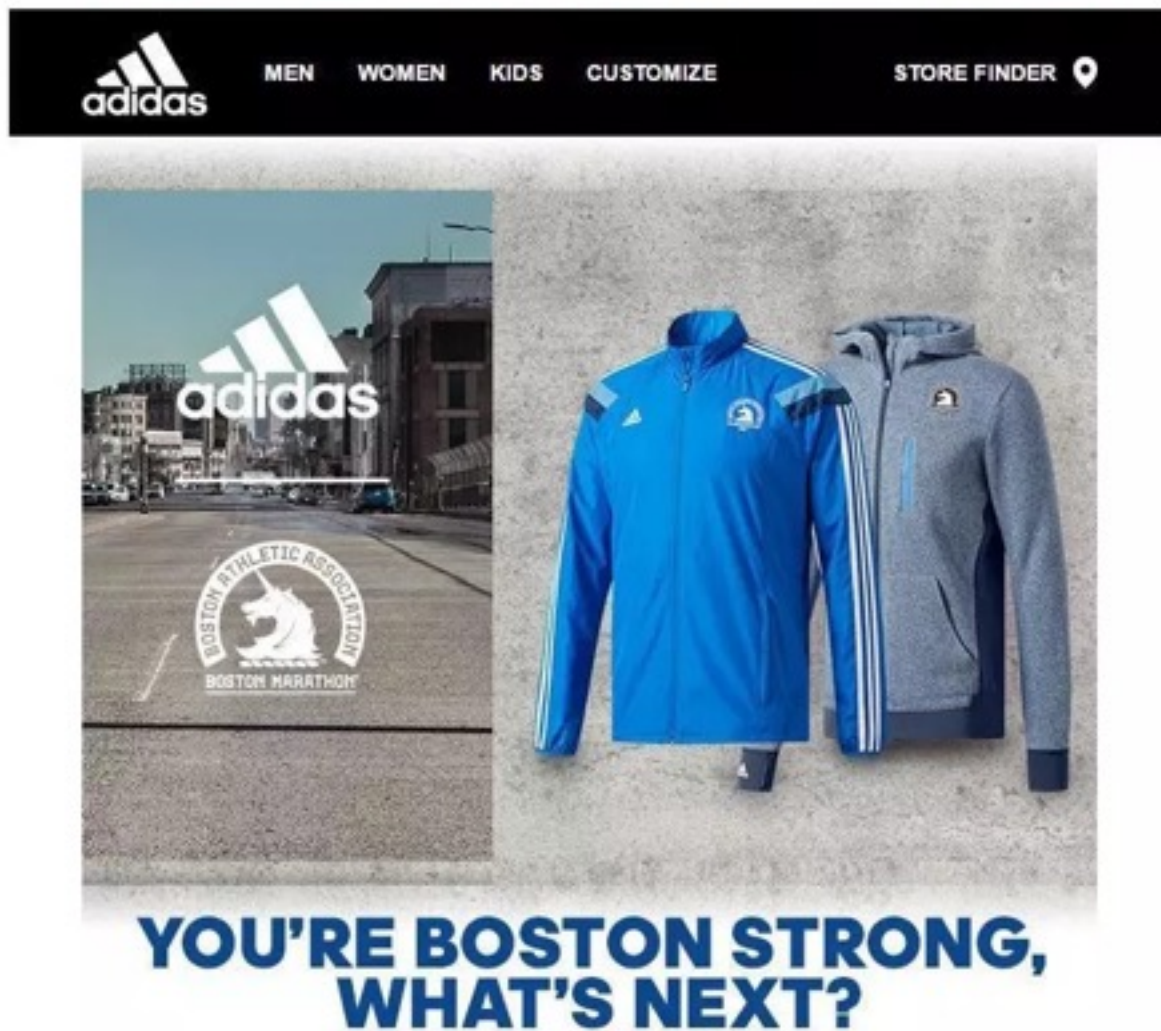 adidas
MEN WOMEN KIDS CUSTOMIZE STORE FINDER
adidas
BOSTON ATHLETIC ASSOCIATION
BOSTON MARATHON
YOU'RE BOSTON STRONG,
WHAT'S NEXT?